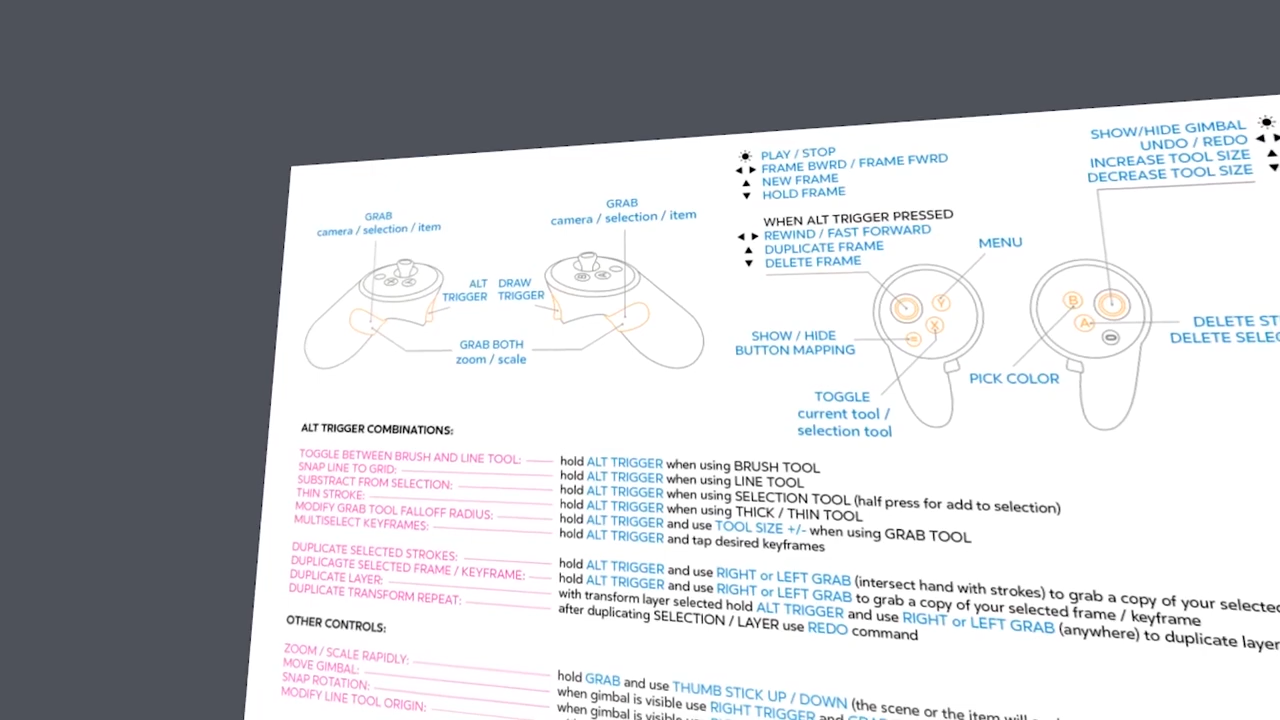 GRAB
camera / selection / item
GRAB
camera / selection / item
ALT
TRIGGER
DRAW
TRIGGER
GRAB BOTH
zoom / scale
PLAY / STOP
FRAME BWRD / FRAME FWRD
NEW FRAME
HOLD FRAME
WHEN ALT TRIGGER PRESSED
REWIND / FAST FORWARD
DUPLICATE FRAME
DELETE FRAME
MENU
SHOW / HIDE
BUTTON MAPPING
TOGGLE
current tool /
selection tool
Y
X
SHOW/HIDE GIMBAL
UNDO / REDO
INCREASE TOOL SIZE
DECREASE TOOL SIZE
B
A
PICK COLOR
DELETE
DELETE
ALT TRIGGER COMBINATIONS:
TOGGLE BETWEEN BRUSH AND LINE TOOL: hold ALT TRIGGER when using BRUSH TOOL
SNAP LINE TO GRID: hold ALT TRIGGER when using LINE TOOL
SUBSTRACT FROM SELECTION: hold ALT TRIGGER when using SELECTION TOOL (half press for add to selection)
THIN STROKE: hold ALT TRIGGER when using THICK / THIN TOOL
MODIFY GRAB TOOL FALLOFF RADIUS: hold ALT TRIGGER and use TOOL SIZE +/- when using GRAB TOOL
MULTISELECT KEYFRAMES: hold ALT TRIGGER and tap desired keyframes
DUPLICATE SELECTED STROKES: hold ALT TRIGGER and use RIGHT or LEFT GRAB (intersect hand with strokes) to grab a copy of your selected
DUPLICAGTE SELECTED FRAME / KEYFRAME: hold ALT TRIGGER and use RIGHT or LEFT GRAB to grab a copy of your selected frame / keyframe
DUPLICATE LAYER: with transform layer selected hold ALT TRIGGER and use RIGHT or LEFT GRAB (anywhere) to duplicate layer
DUPLICATE TRANSFORM REPEAT: after duplicating SELECTION / LAYER use REDO command
OTHER CONTROLS:
ZOOM / SCALE RAPIDLY: hold GRAB and use THUMB STICK UP / DOWN (the scene or the item will
MOVE GIMBAL: when gimbal is visible use RIGHT TRIGGER and
SNAP ROTATION: when gimbal is visible
MODIFY LINE TOOL ORIGIN: